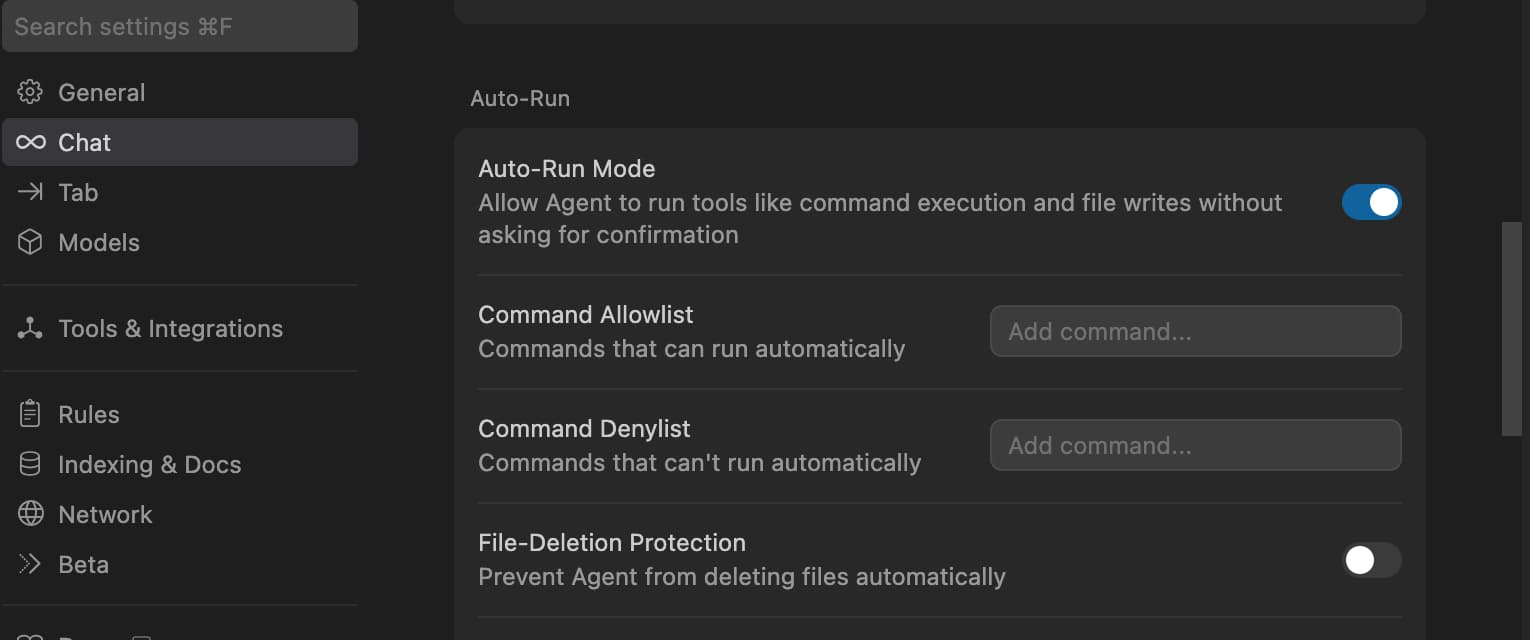 Search settings ⌘F
General
Chat
Tab
Models
Tools & Integrations
Rules
Indexing & Docs
Network
Beta
Auto-Run
Auto-Run Mode
Allow Agent to run tools like command execution and file writes without
asking for confirmation
Command Allowlist
Commands that can run automatically
Add command...
Command Denylist
Commands that can't run automatically
Add command...
File-Deletion Protection
Prevent Agent from deleting files automatically